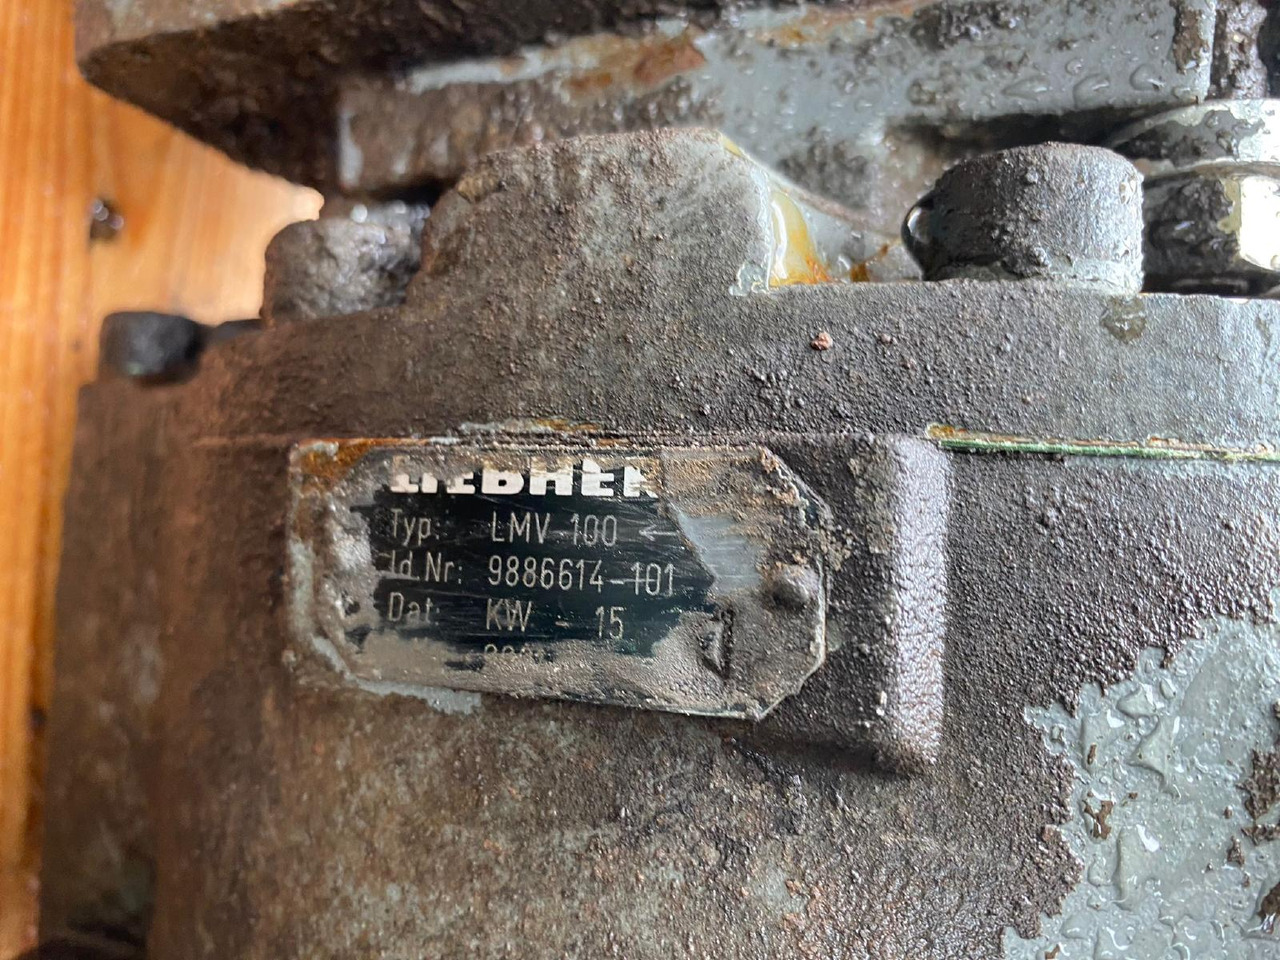 LIEBHERR
Typ: LMV 100
Id.Nr: 9886614-101
Dat: KW - 15